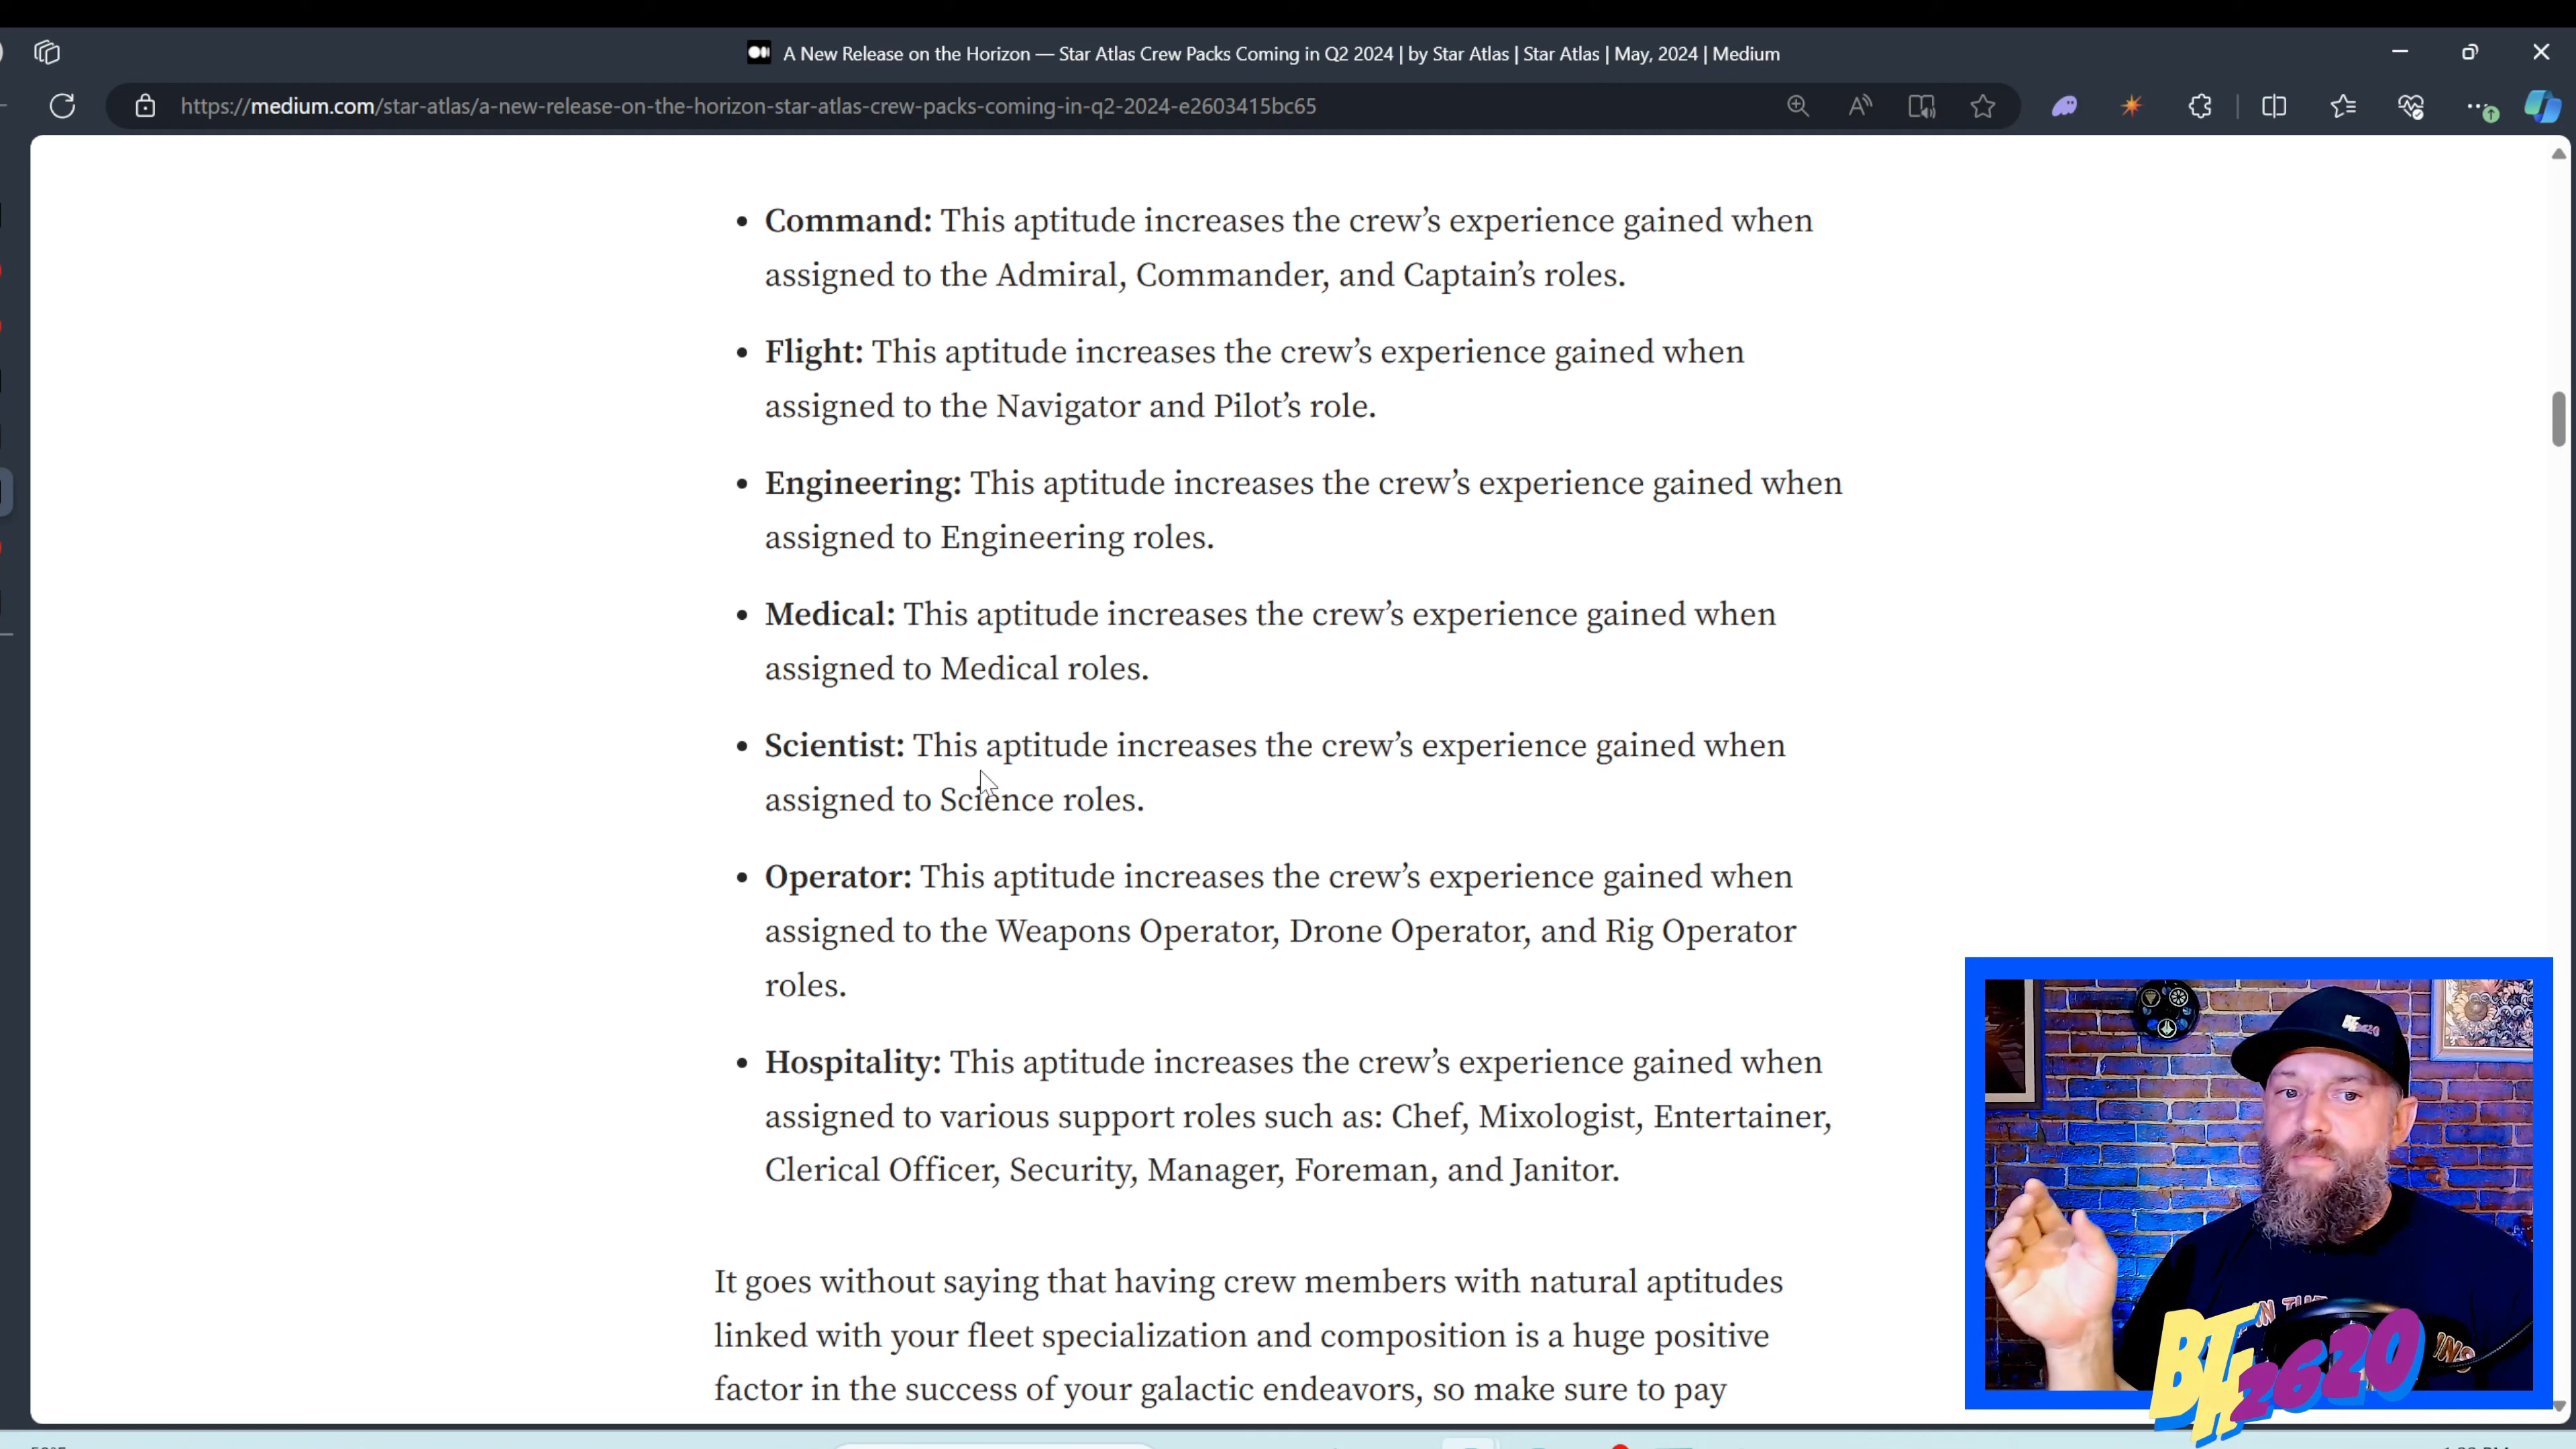 A New Release on the Horizon — Star Atlas Crew Packs Coming in Q2 2024 | by Star Atlas | Star Atlas | May, 2024 | Medium
https://medium.com/star-atlas/a-new-release-on-the-horizon-star-atlas-crew-packs-coming-in-q2-2024-e2603415bc65
• Command: This aptitude increases the crew’s experience gained when
assigned to the Admiral, Commander, and Captain’s roles.
• Flight: This aptitude increases the crew’s experience gained when
assigned to the Navigator and Pilot’s role.
• Engineering: This aptitude increases the crew’s experience gained when
assigned to Engineering roles.
• Medical: This aptitude increases the crew’s experience gained when
assigned to Medical roles.
• Scientist: This aptitude increases the crew’s experience gained when
assigned to Science roles.
• Operator: This aptitude increases the crew’s experience gained when
assigned to the Weapons Operator, Drone Operator, and Rig Operator
roles.
• Hospitality: This aptitude increases the crew’s experience gained when
assigned to various support roles such as: Chef, Mixologist, Entertainer,
Clerical Officer, Security, Manager, Foreman, and Janitor.
It goes without saying that having crew members with natural aptitudes
linked with your fleet specialization and composition is a huge positive
factor in the success of your galactic endeavors, so make sure to pay
BTH
2620